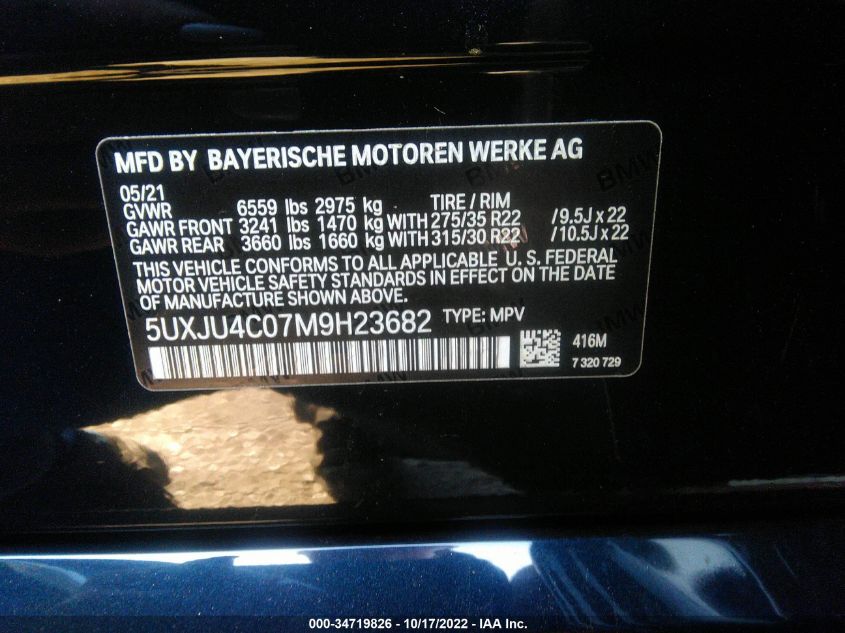 MFD BY BAYERISCHE MOTOREN WERKE AG
05/21 TIRE / RIM
GVWR 6559 lbs 2975 kg
GAWR FRONT 3241 lbs 1470 kg WITH 275/35 R22 /9.5J x 22
GAWR REAR 3660 lbs 1660 kg WITH 315/30 R22 /10.5J x 22
THIS VEHICLE CONFORMS TO ALL APPLICABLE U. S. FEDERAL
MOTOR VEHICLE SAFETY STANDARDS IN EFFECT ON THE DATE
OF MANUFACTURE SHOWN ABOVE.
5UXJU4C07M9H23682 TYPE: MPV
416M
7 320 729
000-34719826 - 10/17/2022 - IAA Inc.